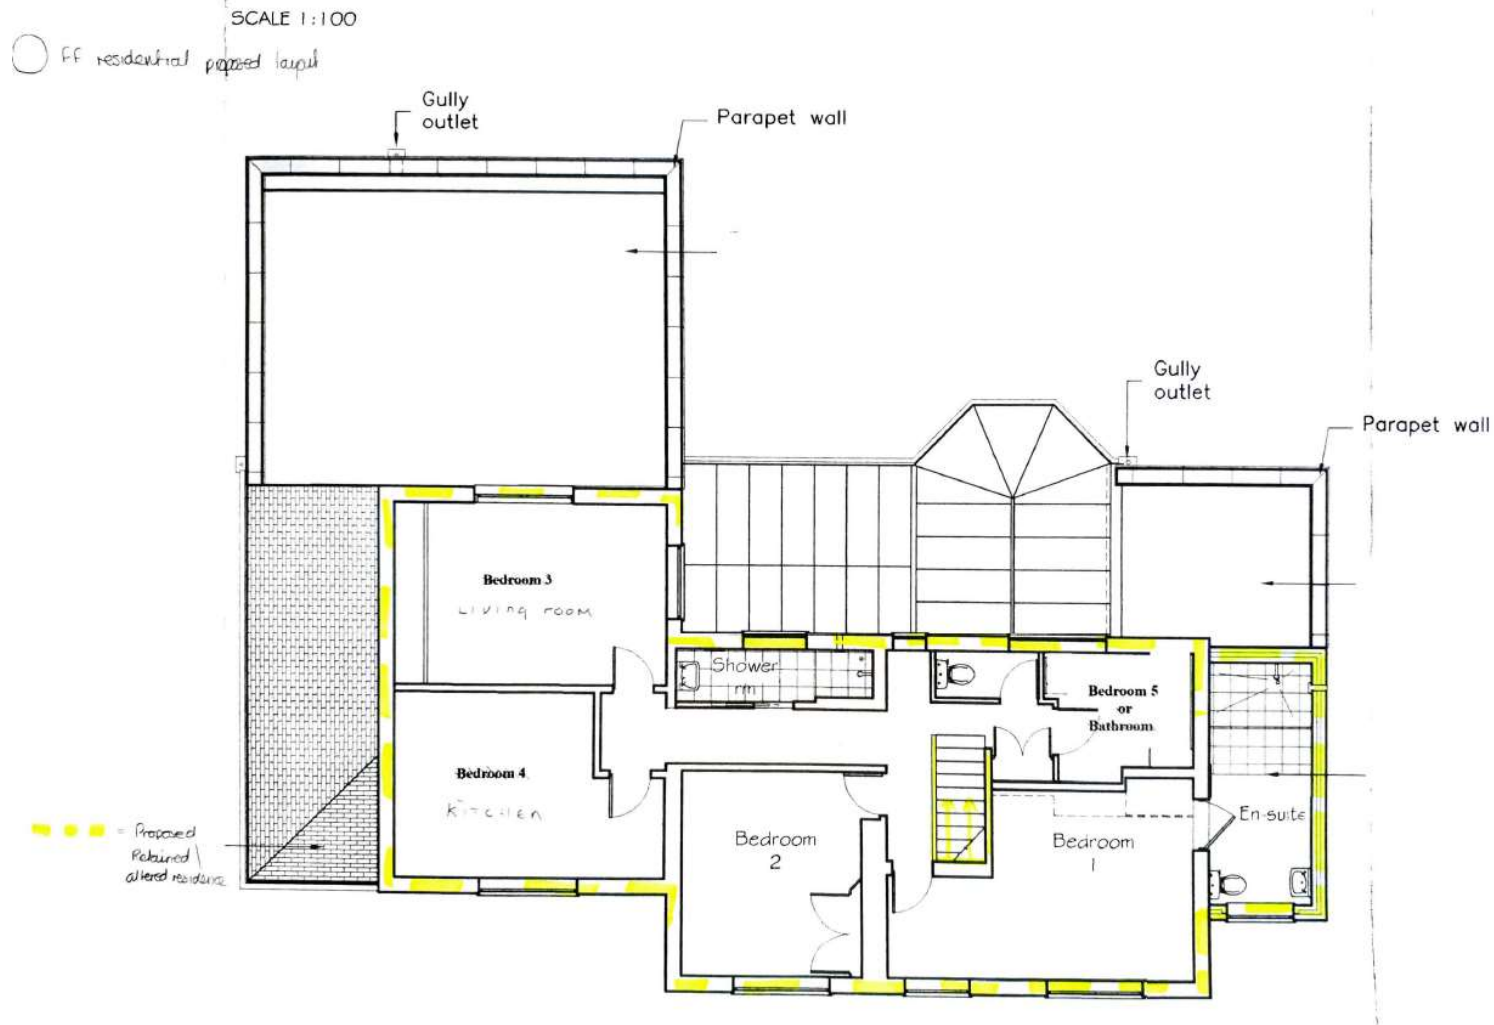 SCALE 1:100
FF residential proposed layout
Gully
outlet
Parapet wall
Gully
outlet
Parapet wall
Bedroom 3
Living room
Shower
rm
Bedroom 5
or
Bathroom
Bedroom 4
Kitchen
Bedroom
2
Bedroom
1
En-suite
= Proposed
Retained \
altered residence